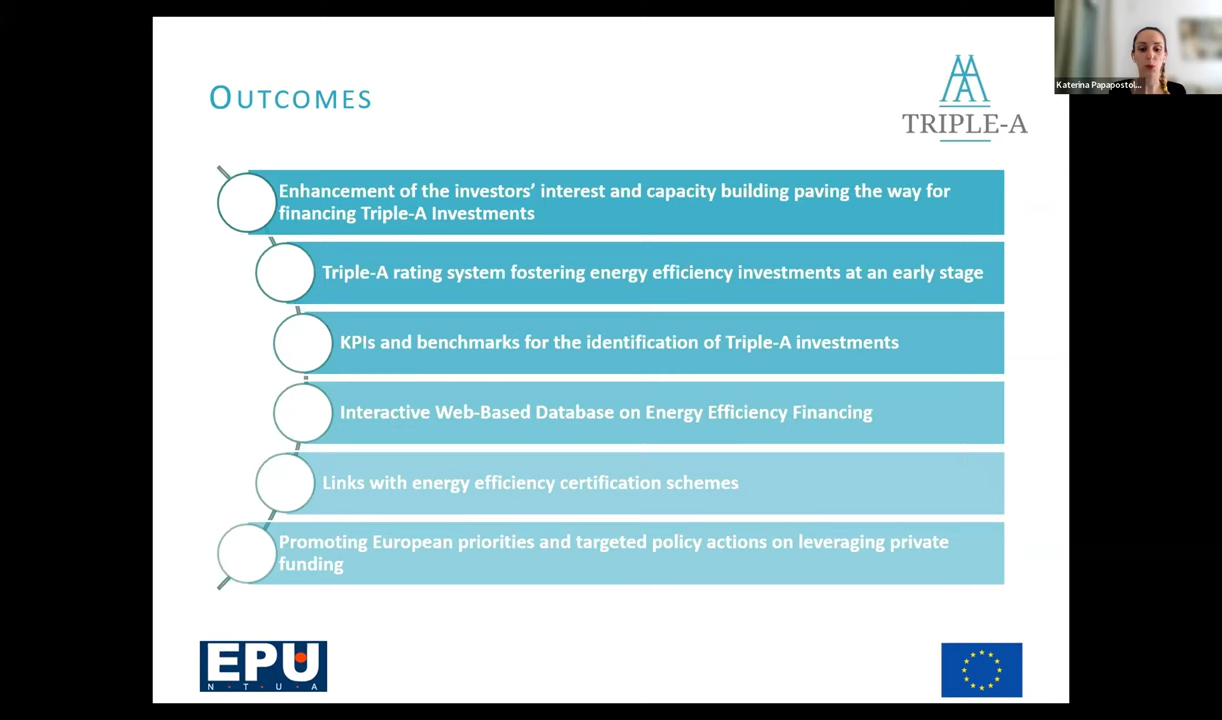 Katerina Papapostol...
OUTCOMES
TRIPLE-A
Enhancement of the investors' interest and capacity building paving the way for
financing Triple-A Investments
Triple-A rating system fostering energy efficiency investments at an early stage
KPIs and benchmarks for the identification of Triple-A investments
Interactive Web-Based Database on Energy Efficiency Financing
Links with energy efficiency certification schemes
Promoting European priorities and targeted policy actions on leveraging private
funding
EPU
N·T·U·A